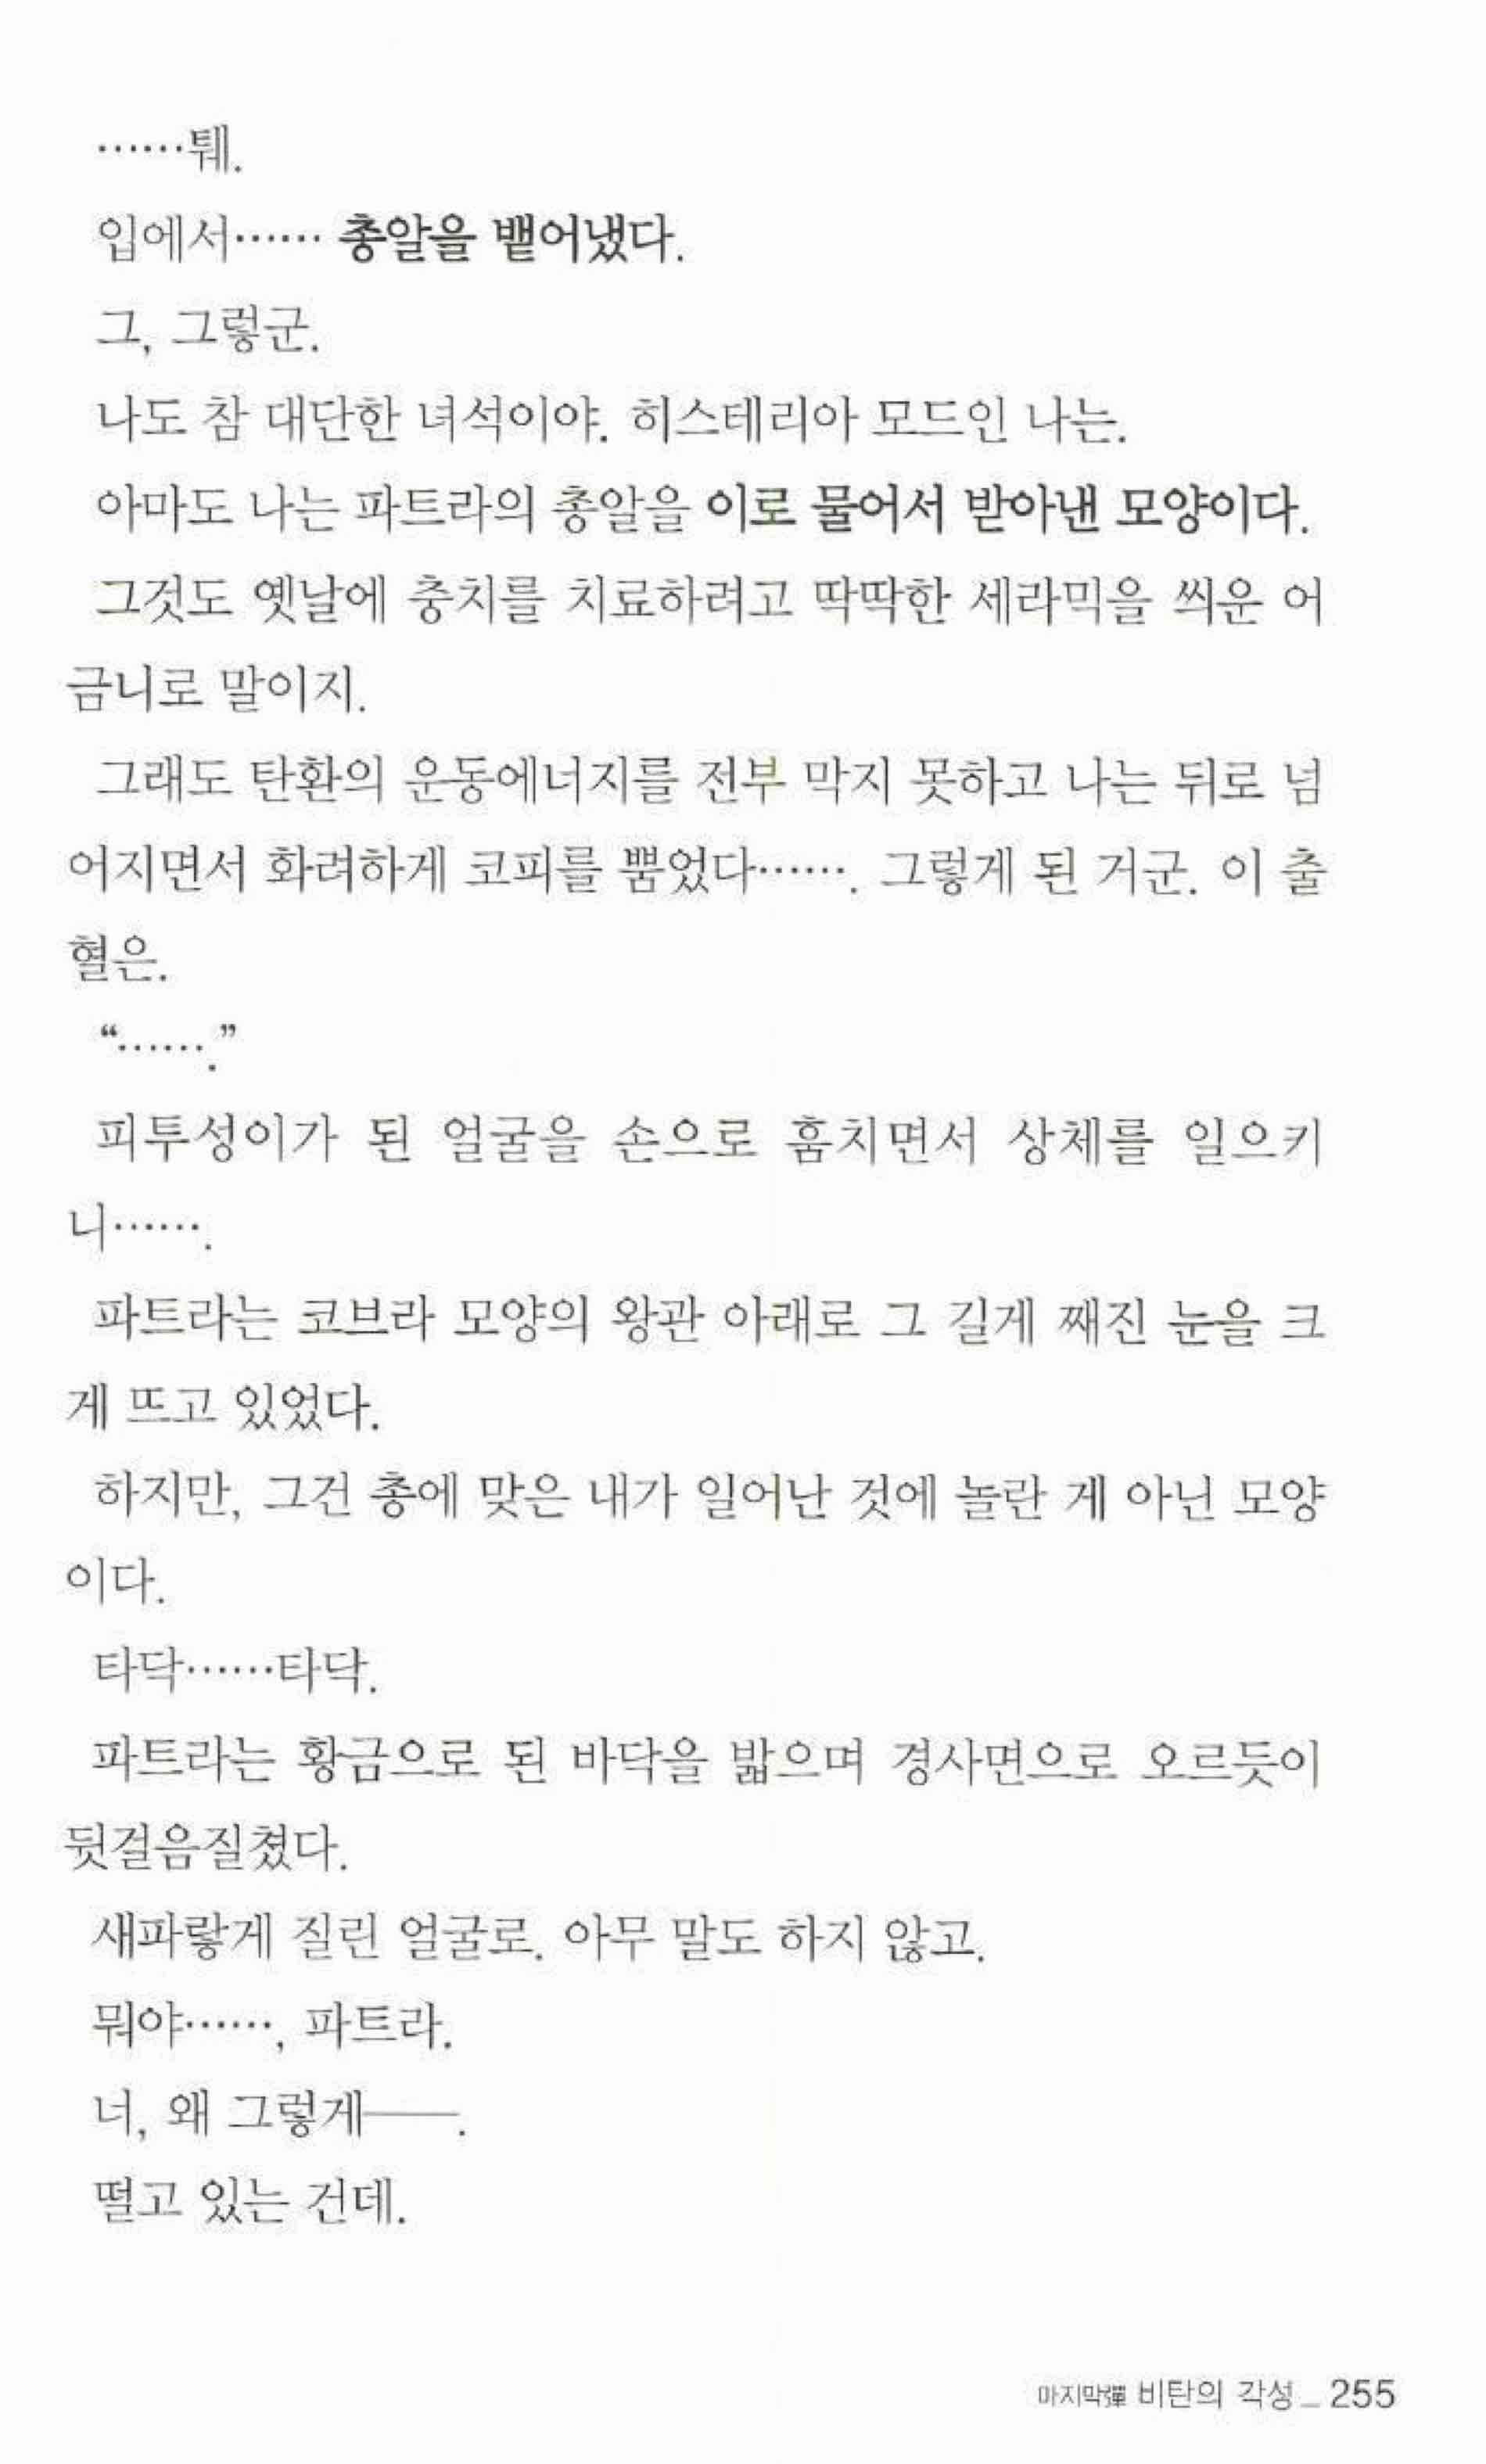 ……퉤.
입에서…… 총알을 뱉어냈다.
그, 그렇군.
나도 참 대단한 녀석이야. 히스테리아 모드인 나는.
아마도 나는 파트라의 총알을 이로 물어서 받아낸 모양이다.
그것도 옛날에 충치를 치료하려고 딱딱한 세라믹을 씌운 어
금니로 말이지.
그래도 탄환의 운동에너지를 전부 막지 못하고 나는 뒤로 넘
어지면서 화려하게 코피를 뿜었다……. 그렇게 된 거군. 이 출
혈은.
“…….”
피투성이가 된 얼굴을 손으로 훔치면서 상체를 일으키
니…….
파트라는 코브라 모양의 왕관 아래로 그 길게 째진 눈을 크
게 뜨고 있었다.
하지만, 그건 총에 맞은 내가 일어난 것에 놀란 게 아닌 모양
이다.
타닥……타닥.
파트라는 황금으로 된 바닥을 밟으며 경사면으로 오르듯이
뒷걸음질쳤다.
새파랗게 질린 얼굴로. 아무 말도 하지 않고.
뭐야……, 파트라.
너, 왜 그렇게──.
떨고 있는 건데.
마지막彈 비탄의 각성_255